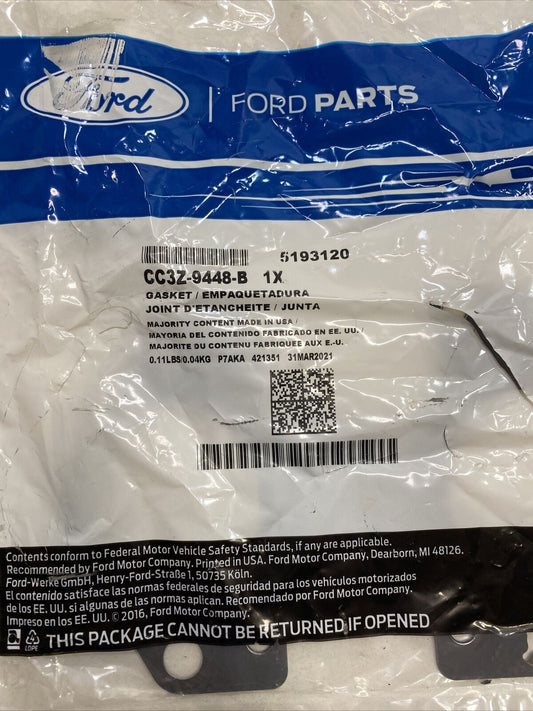 Ford
FORD PARTS
5193120
CC3Z-9448-B 1X
GASKET / EMPAQUETADURA
JOINT D'ETANCHEITE / JUNTA
MAJORITY CONTENT MADE IN USA /
MAYORIA DEL CONTENIDO FABRICADO EN EE. UU.
MAJORITE DU CONTENU FABRIQUEE AUX E.-U.
0.11LBS/0.04KG P7AKA 421351 31MAR2021
Contents conform to Federal Motor Vehicle Safety Standards, if any are applicable.
Recommended by Ford Motor Company. Printed in USA. Ford Motor Company, Dearborn, MI 48126.
Ford-Werke GmbH, Henry-Ford-Straße 1, 50735 Köln.
El contenido satisface las normas federales de seguridad para los vehículos motorizados
de los EE. UU. si algunas de las normas aplican. Recomendado por Ford Motor Company.
Impreso en los EE. UU. © 2016, Ford Motor Company.
LDPE
THIS PACKAGE CANNOT BE RETURNED IF OPENED